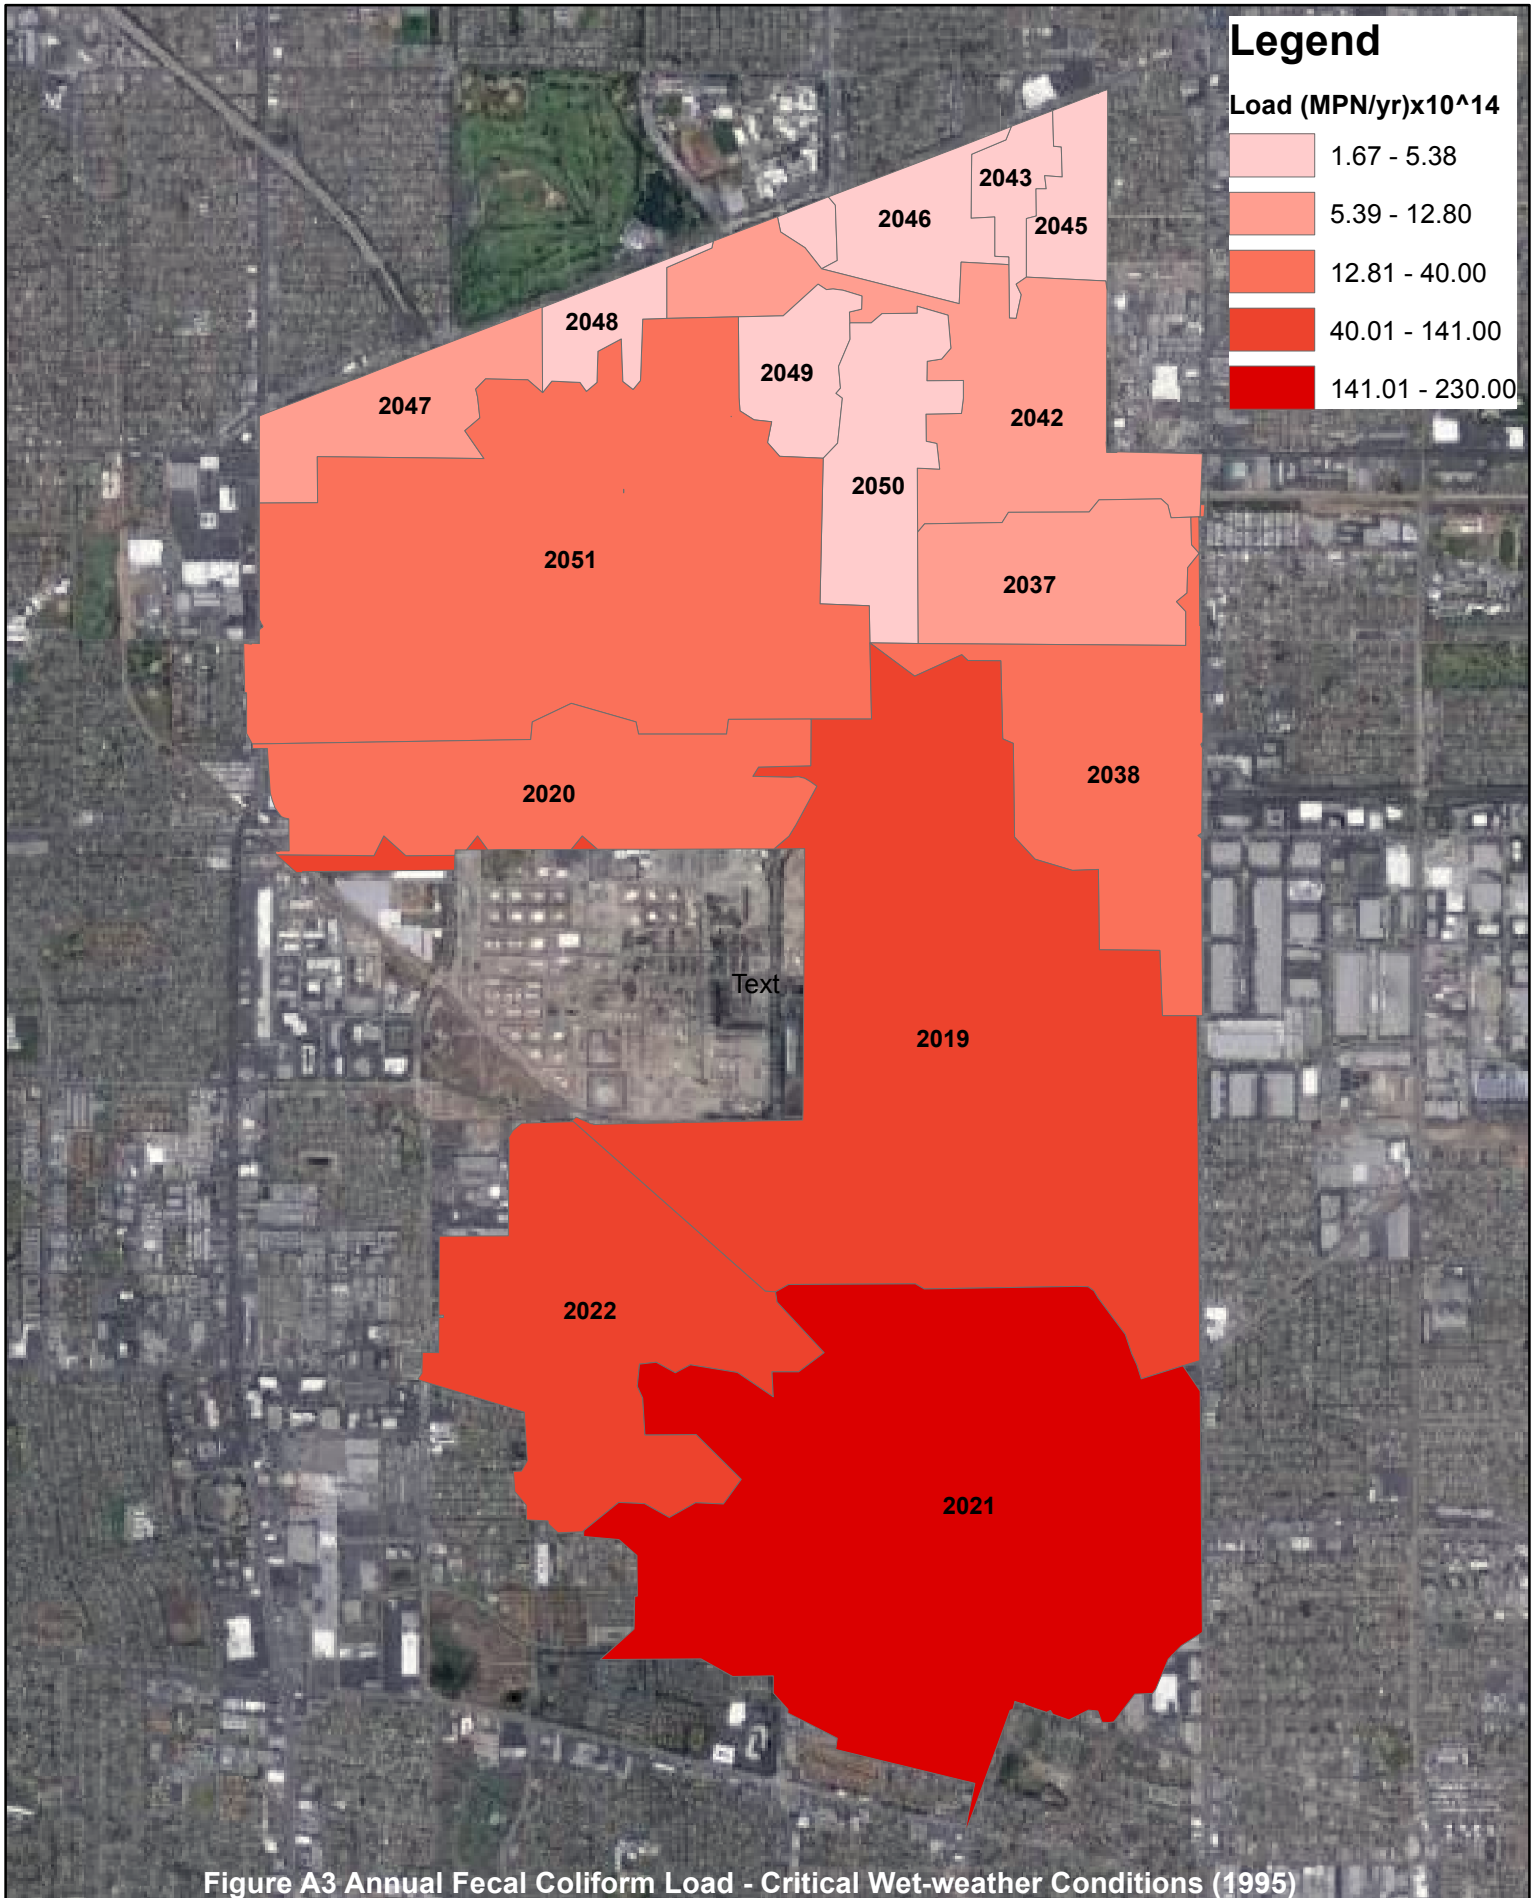 Legend
Load (MPN/yr)x10^14
1.67 - 5.38
5.39 - 12.80
12.81 - 40.00
40.01 - 141.00
141.01 - 230.00
2043
2046
2045
2048
2049
2047
2042
2050
2051
2037
2038
2020
Text
2019
2022
2021
Figure A3 Annual Fecal Coliform Load - Critical Wet-weather Conditions (1995)